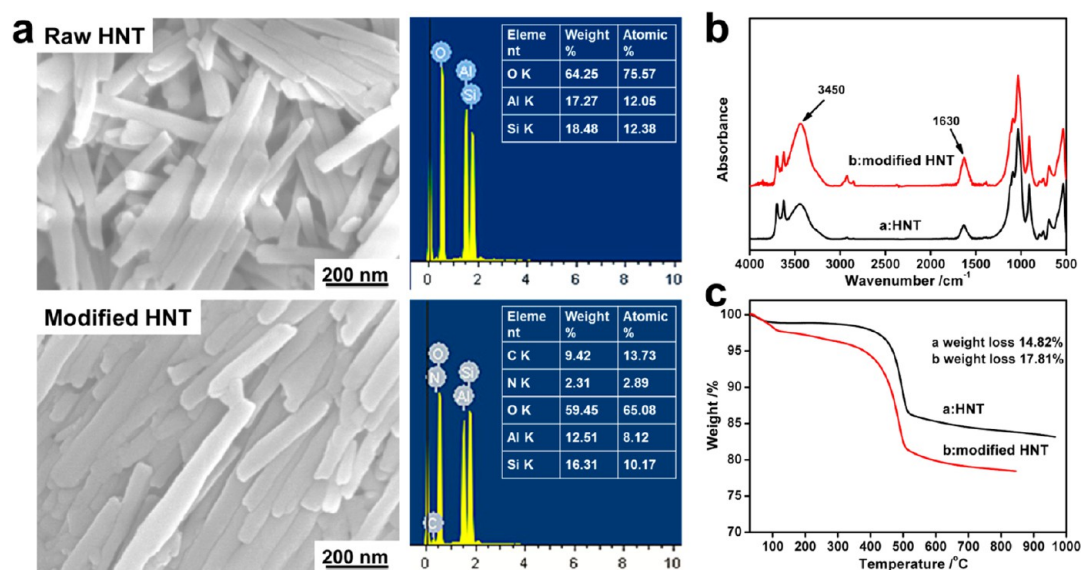 a
Raw HNT
200 nm
O
Al
Si
Eleme nt Weight % Atomic %
O K 64.25 75.57
Al K 17.27 12.05
Si K 18.48 12.38
0 2 4 6 8 10
Modified HNT
200 nm
O
N
Si
Al
C
Eleme nt Weight % Atomic %
C K 9.42 13.73
N K 2.31 2.89
O K 59.45 65.08
Al K 12.51 8.12
Si K 16.31 10.17
0 2 4 6 8 10
b
Absorbance
3450
1630
b:modified HNT
a:HNT
4000 3500 3000 2500 2000 1500 1000 500
Wavenumber /cm⁻¹
c
Weight /%
100
95
90
85
80
75
70
a weight loss 14.82%
b weight loss 17.81%
a:HNT
b:modified HNT
200 400 600 800 1000
Temperature /°C